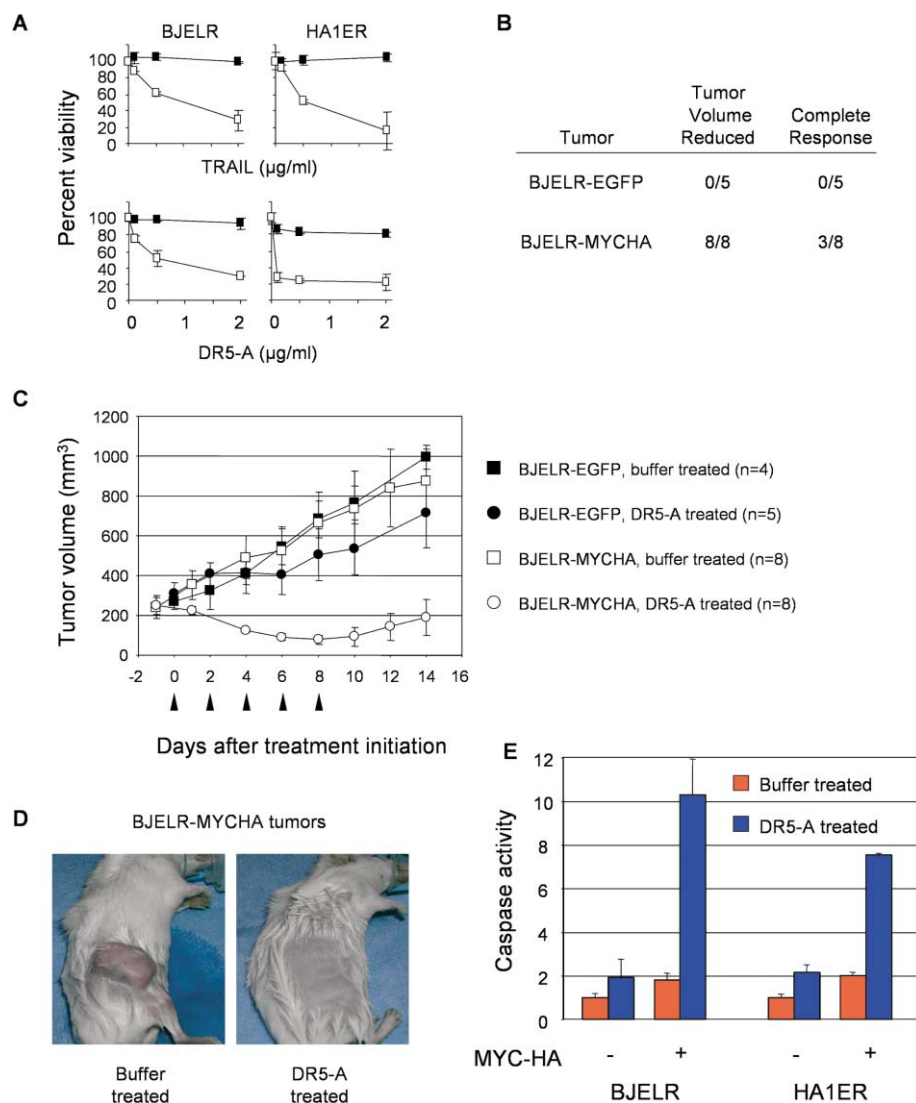 A
BJELR
HA1ER
Percent viability
100
80
60
40
20
0
TRAIL (µg/ml)
100
80
60
40
20
0
0 1 2 0 1 2
DR5-A (µg/ml)
B
Tumor
Tumor Volume Reduced
Complete Response
BJELR-EGFP 0/5 0/5
BJELR-MYCHA 8/8 3/8
C
Tumor volume (mm³)
1200
1000
800
600
400
200
0
-2 0 2 4 6 8 10 12 14 16
Days after treatment initiation
BJELR-EGFP, buffer treated (n=4)
BJELR-EGFP, DR5-A treated (n=5)
BJELR-MYCHA, buffer treated (n=8)
BJELR-MYCHA, DR5-A treated (n=8)
D
BJELR-MYCHA tumors
Buffer
treated
DR5-A
treated
E
Caspase activity
12
10
8
6
4
2
0
Buffer treated
DR5-A treated
MYC-HA - + - +
BJELR HA1ER